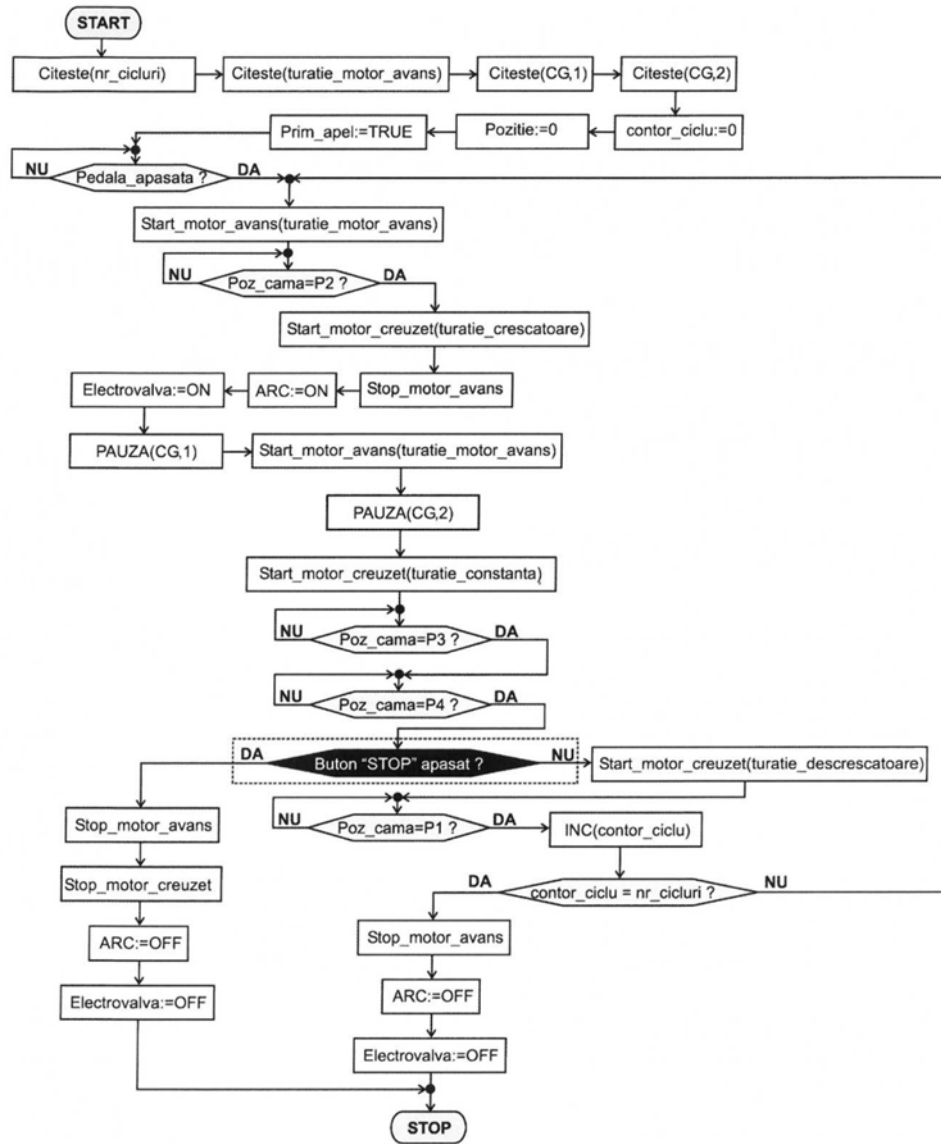 START
Citeste(nr_cicluri)
Citeste(turatie_motor_avans)
Citeste(CG,1)
Citeste(CG,2)
contor_ciclu:=0
Pozitie:=0
Prim_apel:=TRUE
NU
Pedala_apasata ?
DA
Start_motor_avans(turatie_motor_avans)
NU
Poz_cama=P2 ?
DA
Start_motor_creuzet(turatie_crescatoare)
Stop_motor_avans
ARC:=ON
Electrovalva:=ON
PAUZA(CG,1)
Start_motor_avans(turatie_motor_avans)
PAUZA(CG,2)
Start_motor_creuzet(turatie_constanta)
NU
Poz_cama=P3 ?
DA
NU
Poz_cama=P4 ?
DA
DA
Buton “STOP” apasat ?
NU
Start_motor_creuzet(turatie_descrescatoare)
Stop_motor_avans
NU
Poz_cama=P1 ?
DA
INC(contor_ciclu)
Stop_motor_creuzet
DA
contor_ciclu = nr_cicluri ?
NU
ARC:=OFF
Stop_motor_avans
Electrovalva:=OFF
ARC:=OFF
Electrovalva:=OFF
STOP